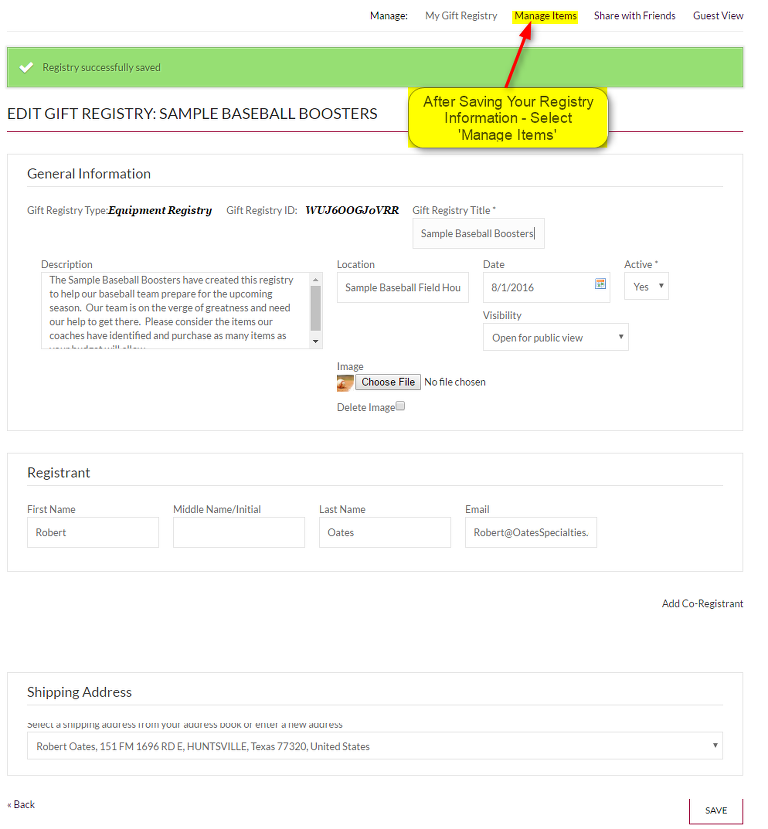 Manage: My Gift Registry Manage Items Share with Friends Guest View
Registry successfully saved
After Saving Your Registry
Information - Select
'Manage Items'
EDIT GIFT REGISTRY: SAMPLE BASEBALL BOOSTERS
General Information
Gift Registry Type:Equipment Registry Gift Registry ID: WUJ6OOGJ0VRR Gift Registry Title *
Sample Baseball Boosters
Description Location Date Active *
The Sample Baseball Boosters have created this registry
to help our baseball team prepare for the upcoming
season. Our team is on the verge of greatness and need
our help to get there. Please consider the items our
coaches have identified and purchase as many items as
your budget will allow
Sample Baseball Field Hou 8/1/2016 Yes
Visibility
Open for public view
Image
Choose File No file chosen
Delete Image
Registrant
First Name Middle Name/Initial Last Name Email
Robert Oates Robert@OatesSpecialties.
Add Co-Registrant
Shipping Address
Select a shipping address from your address book or enter a new address
Robert Oates, 151 FM 1696 RD E, HUNTSVILLE, Texas 77320, United States
« Back
SAVE